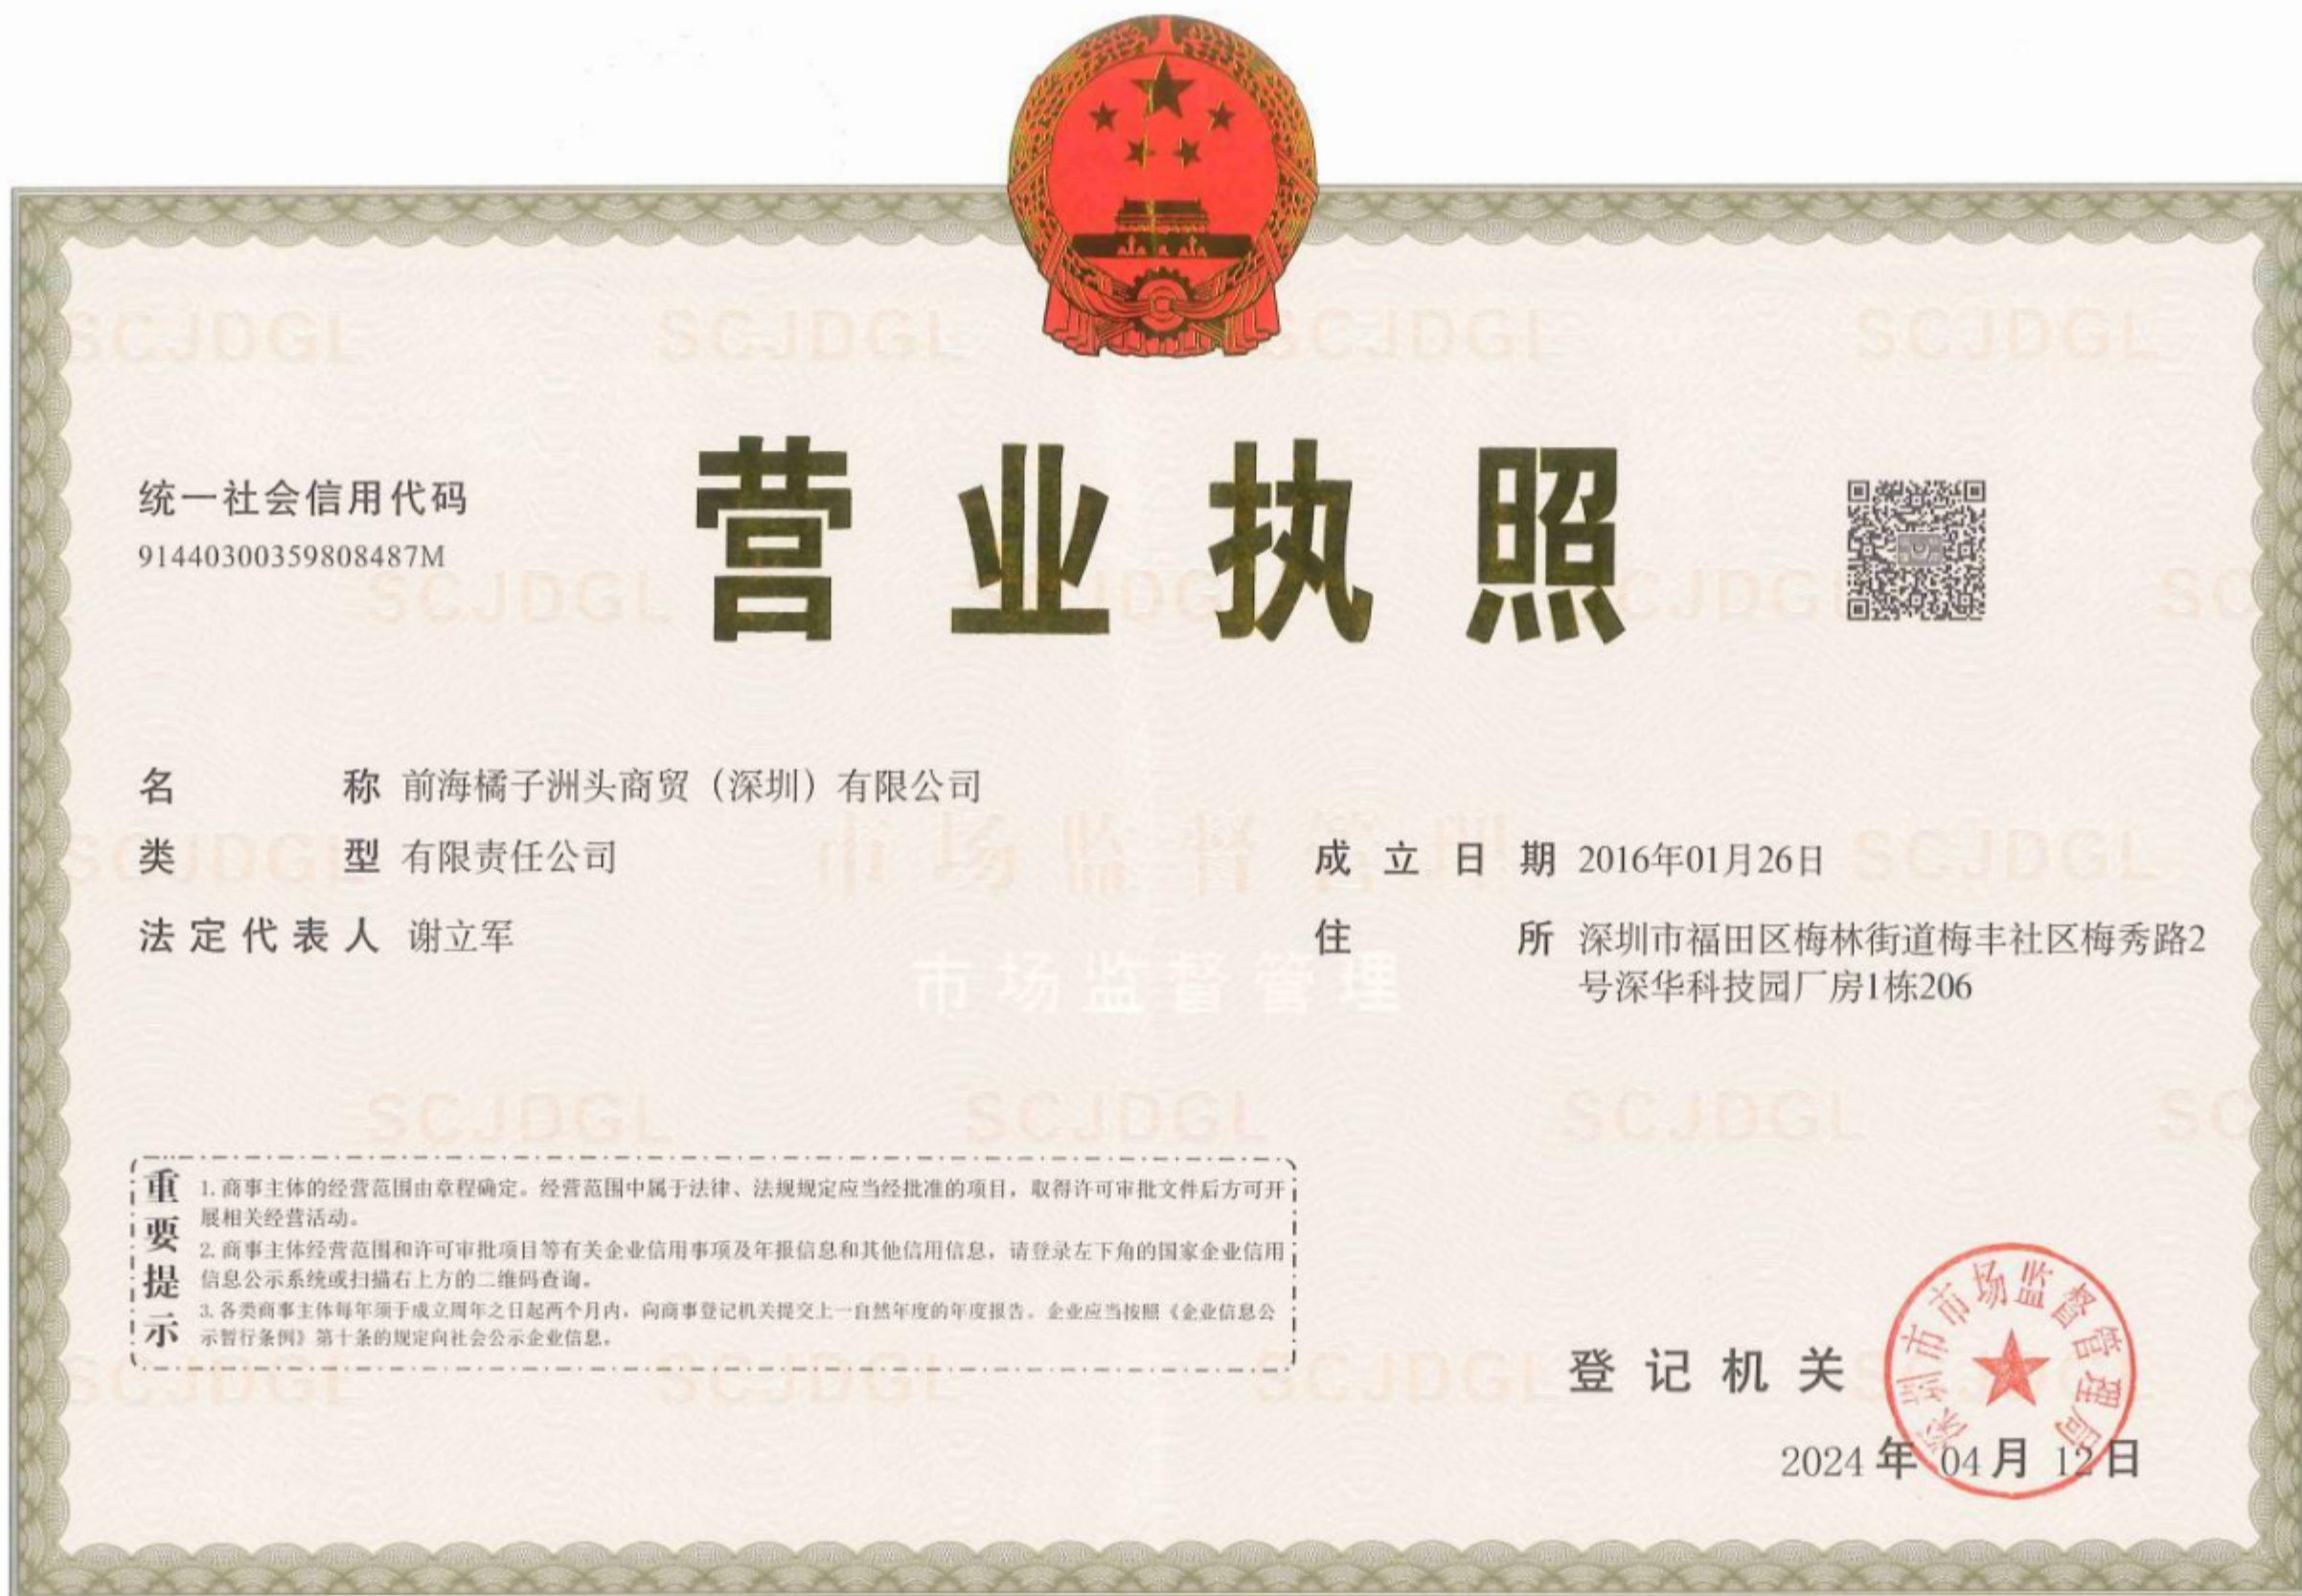 营业执照
统一社会信用代码
91440300359808487M
名 称 前海橘子洲头商贸（深圳）有限公司
类 型 有限责任公司
法定代表人 谢立军
成立日期 2016年01月26日
住 所 深圳市福田区梅林街道梅丰社区梅秀路2
号深华科技园厂房1栋206
重要提示
1. 商事主体的经营范围由章程确定。经营范围中属于法律、法规规定应当经批准的项目，取得许可审批文件后方可开
展相关经营活动。
2. 商事主体经营范围和许可审批项目等有关企业信用事项及年报信息和其他信用信息，请登录左下角的国家企业信用
信息公示系统或扫描右上方的二维码查询。
3. 各类商事主体每年须于成立周年之日起两个月内，向商事登记机关提交上一自然年度的年度报告。企业应当按照《企业信息公
示暂行条例》第十条的规定向社会公示企业信息。
登记机关
深圳市市场监督管理局
2024 年 04 月 12 日
市场监督管理
市场监督管理
SCJDGL